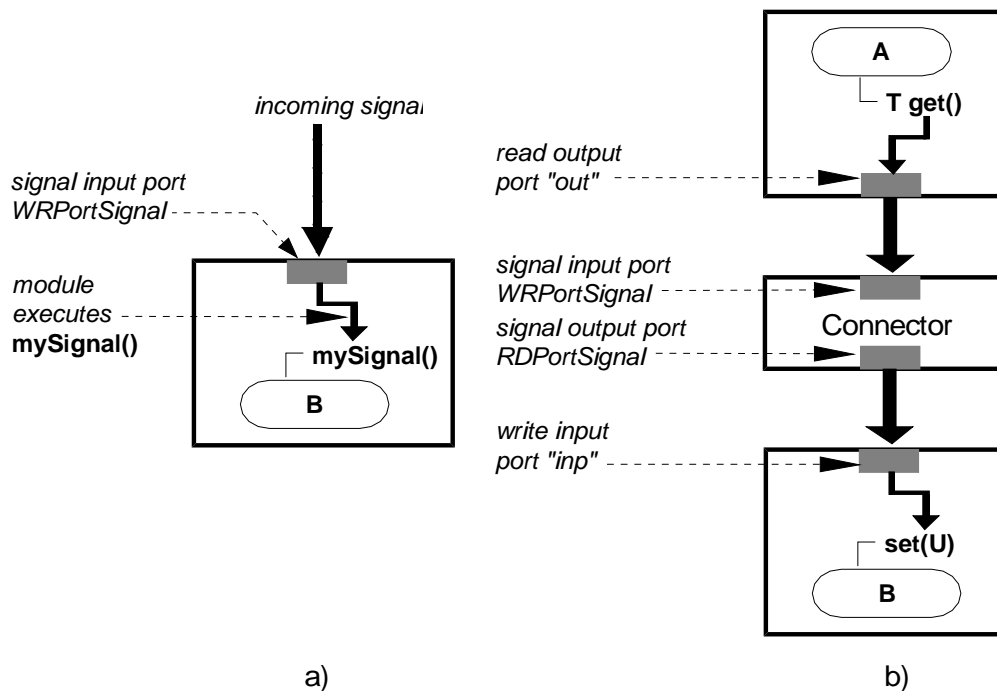 incoming signal
signal input port
WRPortSignal
module
executes
mySignal()
mySignal()
B
a)
A
T get()
read output
port "out"
signal input port
WRPortSignal
signal output port
RDPortSignal
Connector
write input
port "inp"
set(U)
B
b)